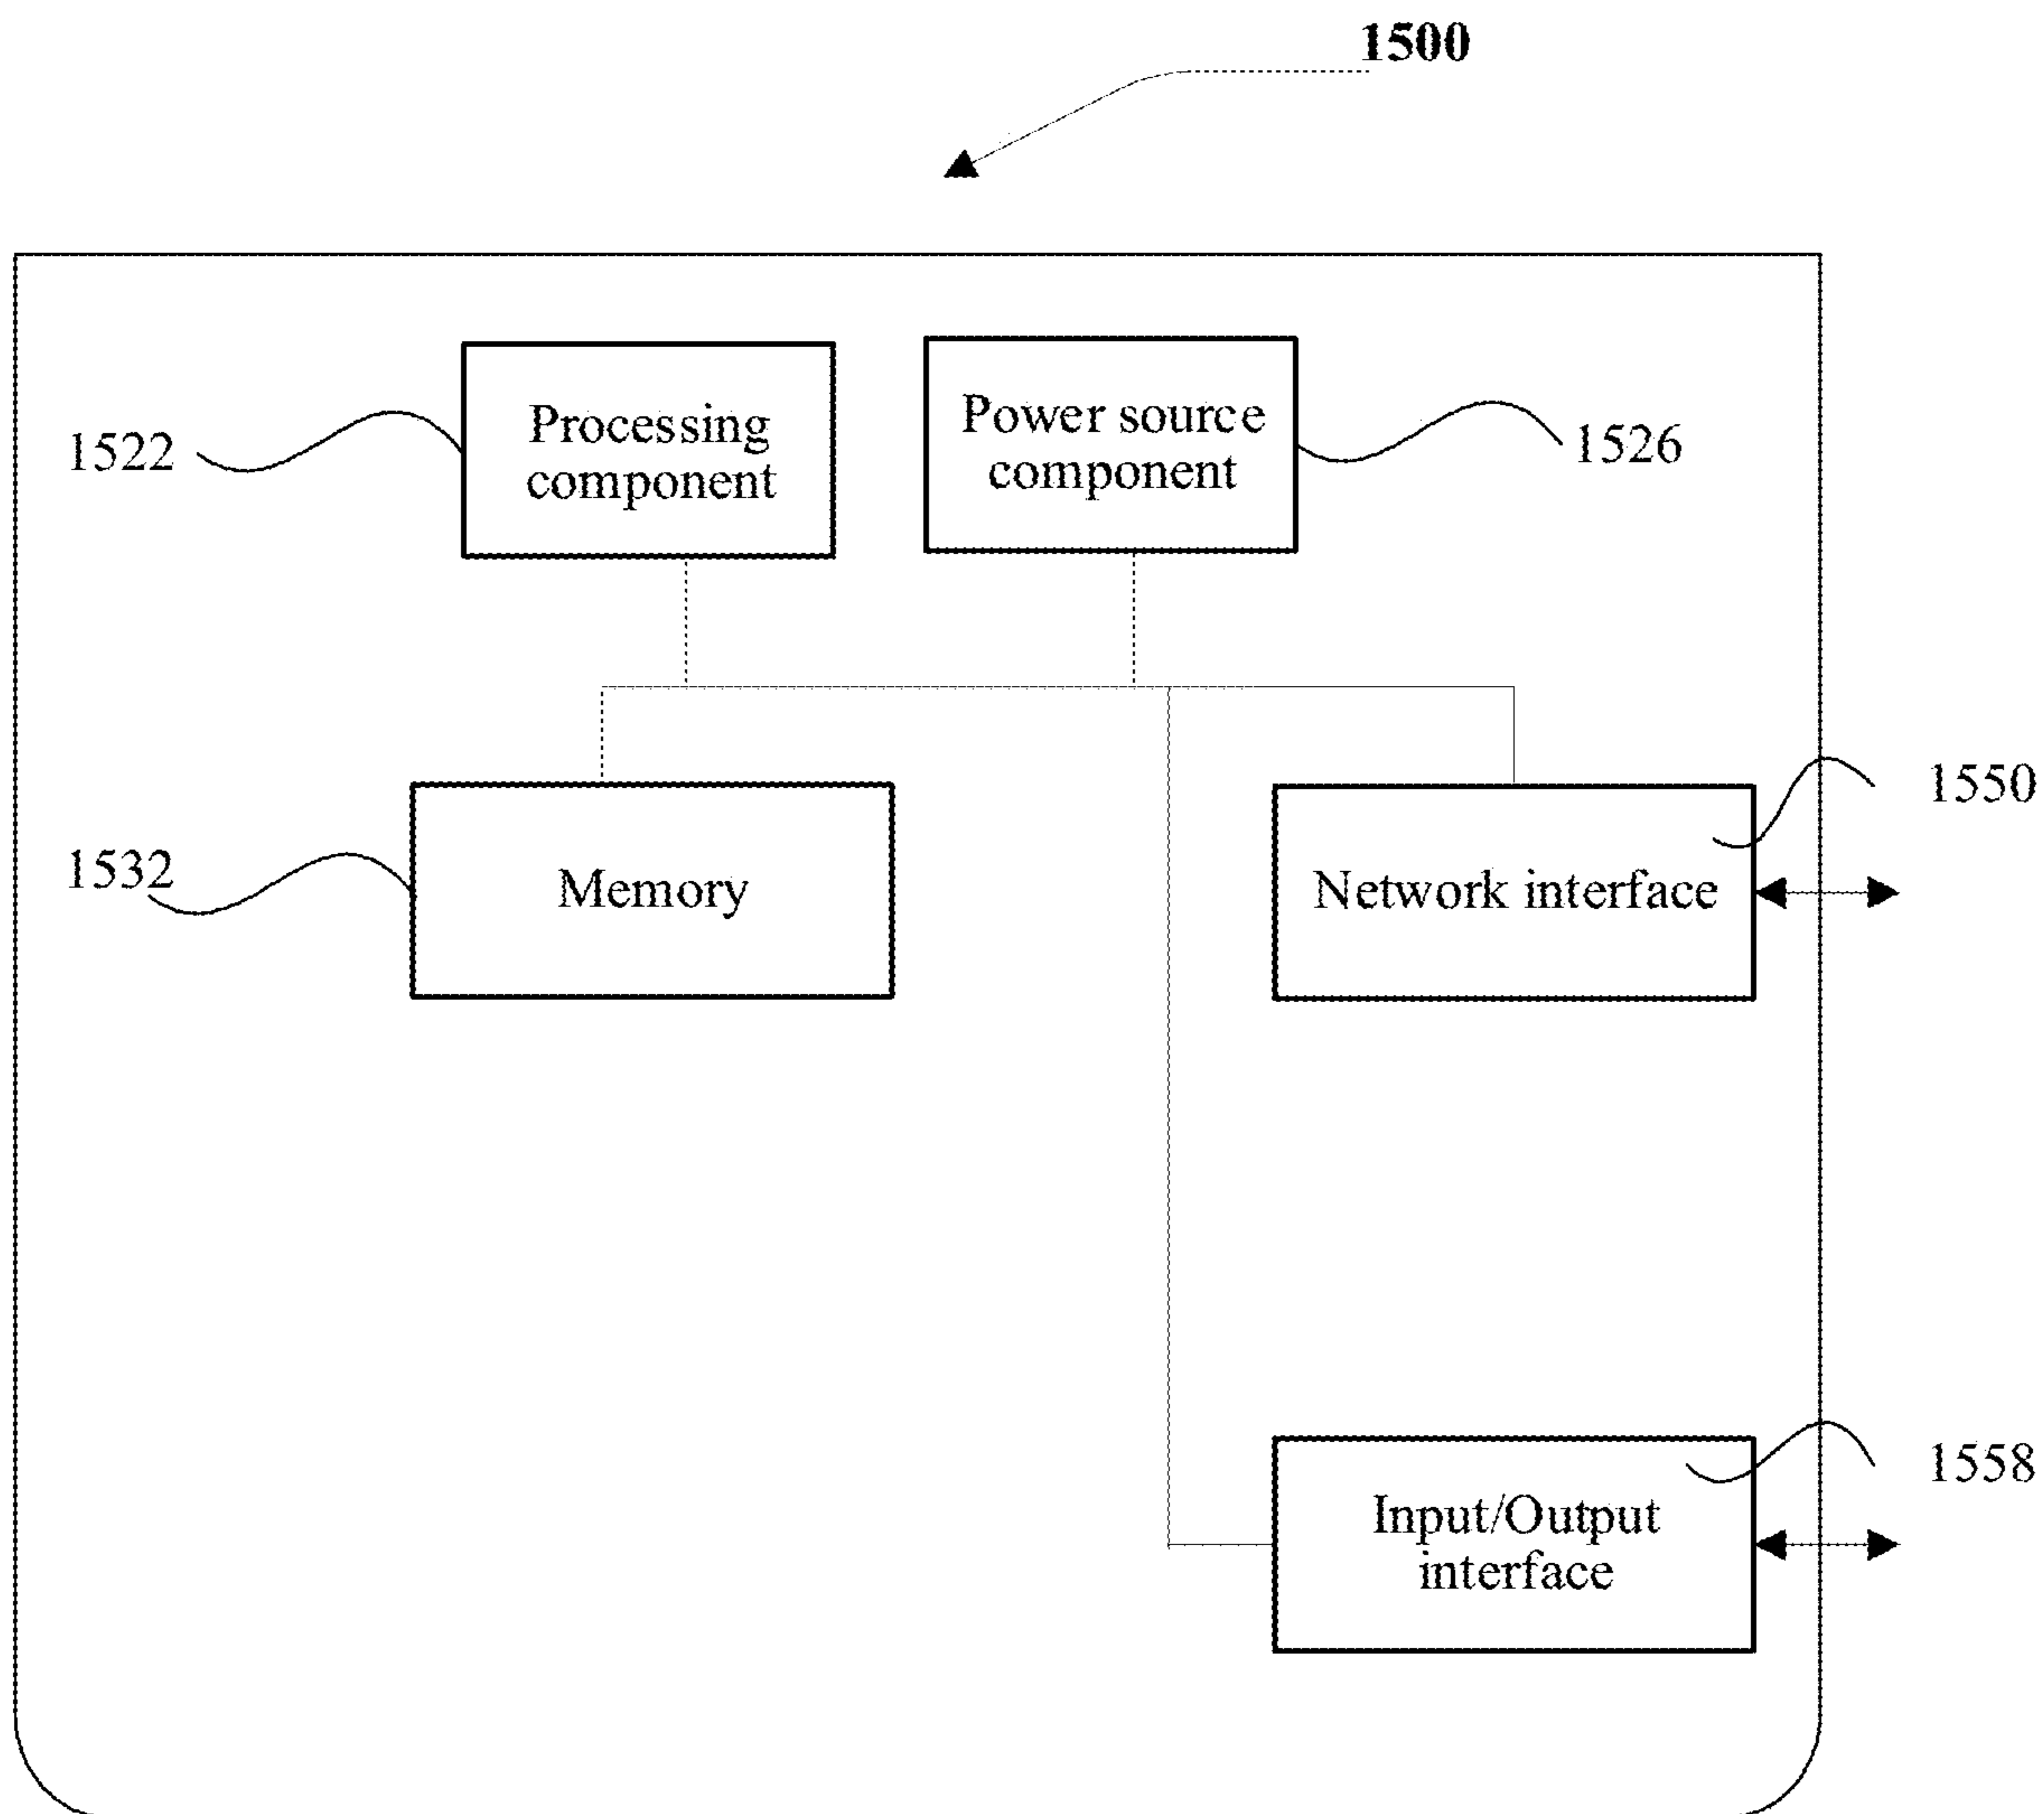 1500
Processing
component
Power source
component
1522
1526
1550
1532
Memory
Network interface
1558
Input/Output
interface